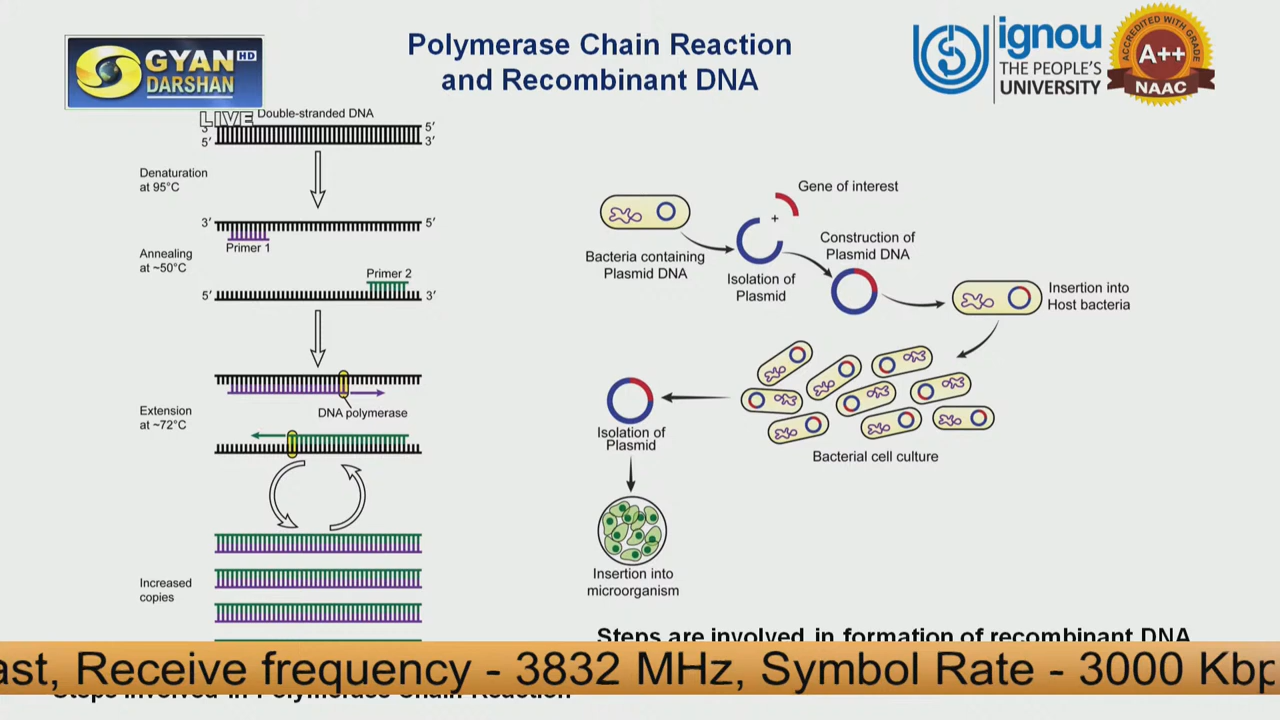 GYAN
DARSHAN
HD
LIVE
Polymerase Chain Reaction
and Recombinant DNA
ignou
THE PEOPLE'S
UNIVERSITY
ACCREDITED WITH GRADE
A++
NAAC
Double-stranded DNA
3′ 5′
5′ 3′
Denaturation
at 95°C
3′ 5′
Primer 1
Annealing
at ~50°C
Primer 2
5′ 3′
DNA polymerase
Extension
at ~72°C
Increased
copies
Gene of interest
+
Bacteria containing
Plasmid DNA
Isolation of
Plasmid
Construction of
Plasmid DNA
Insertion into
Host bacteria
Bacterial cell culture
Isolation of
Plasmid
Insertion into
microorganism
Steps are involved in formation of recombinant DNA
ast, Receive frequency - 3832 MHz, Symbol Rate - 3000 Kbp
Steps involved in Polymerase Chain Reaction